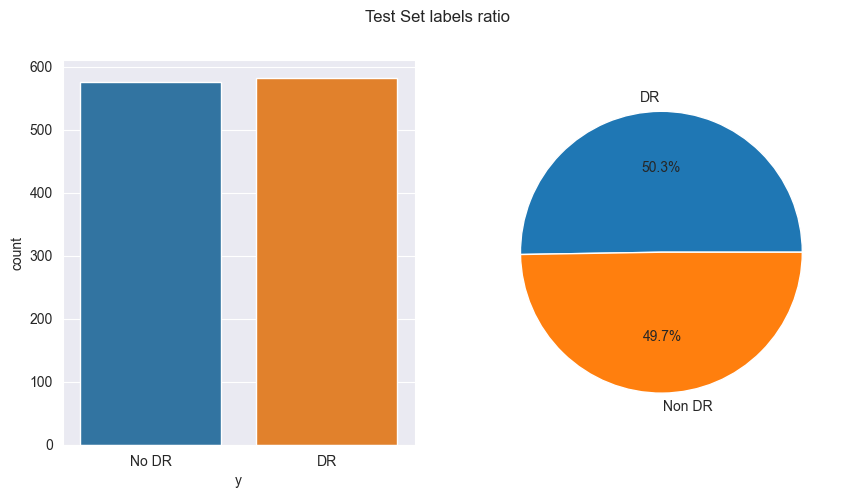 Test Set labels ratio
600
500
400
300
200
100
0
count
No DR
DR
y
DR
50.3%
49.7%
Non DR